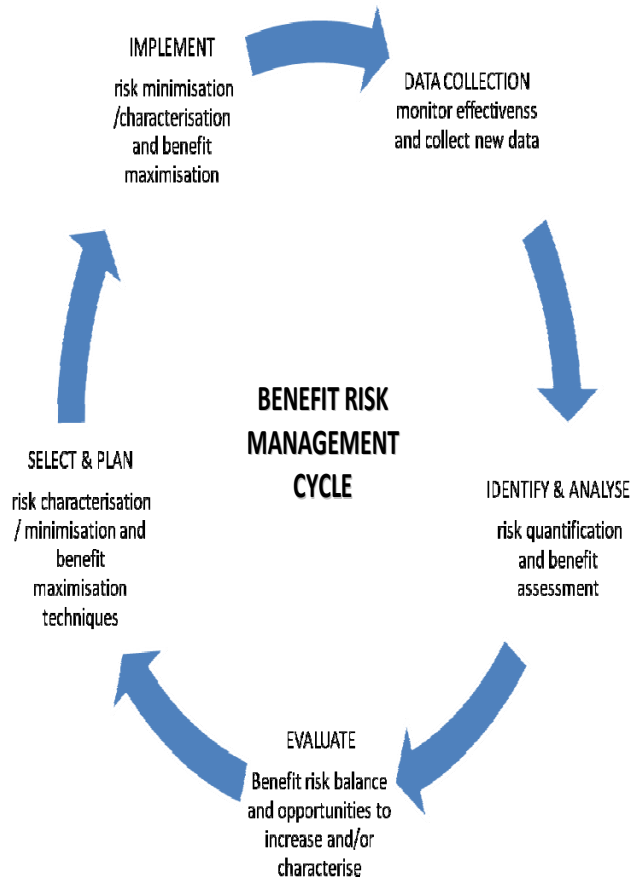 IMPLEMENT
risk minimisation
/characterisation
and benefit
maximisation
DATA COLLECTION
monitor effectivenss
and collect new data
BENEFIT RISK
MANAGEMENT
CYCLE
SELECT & PLAN
risk characterisation
/ minimisation and
benefit
maximisation
techniques
IDENTIFY & ANALYSE
risk quantification
and benefit
assessment
EVALUATE
Benefit risk balance
and opportunities to
increase and/or
characterise